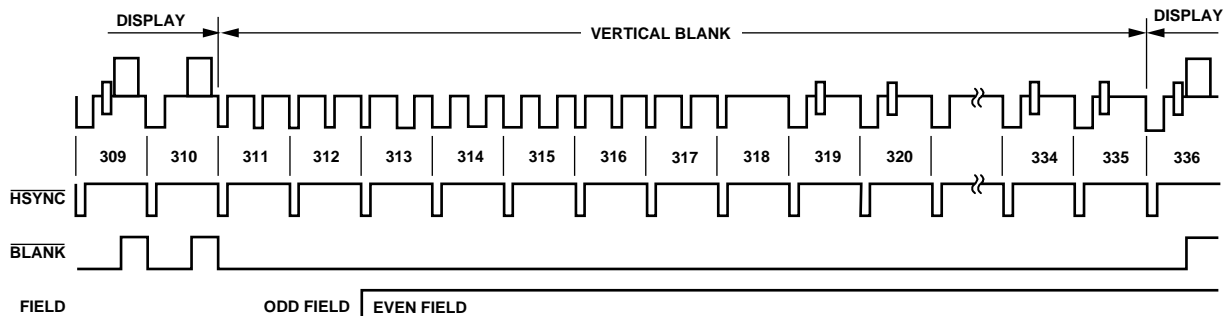 DISPLAY VERTICAL BLANK DISPLAY
309 310 311 312 313 314 315 316 317 318 319 320 334 335 336
HSYNC
BLANK
FIELD ODD FIELD EVEN FIELD